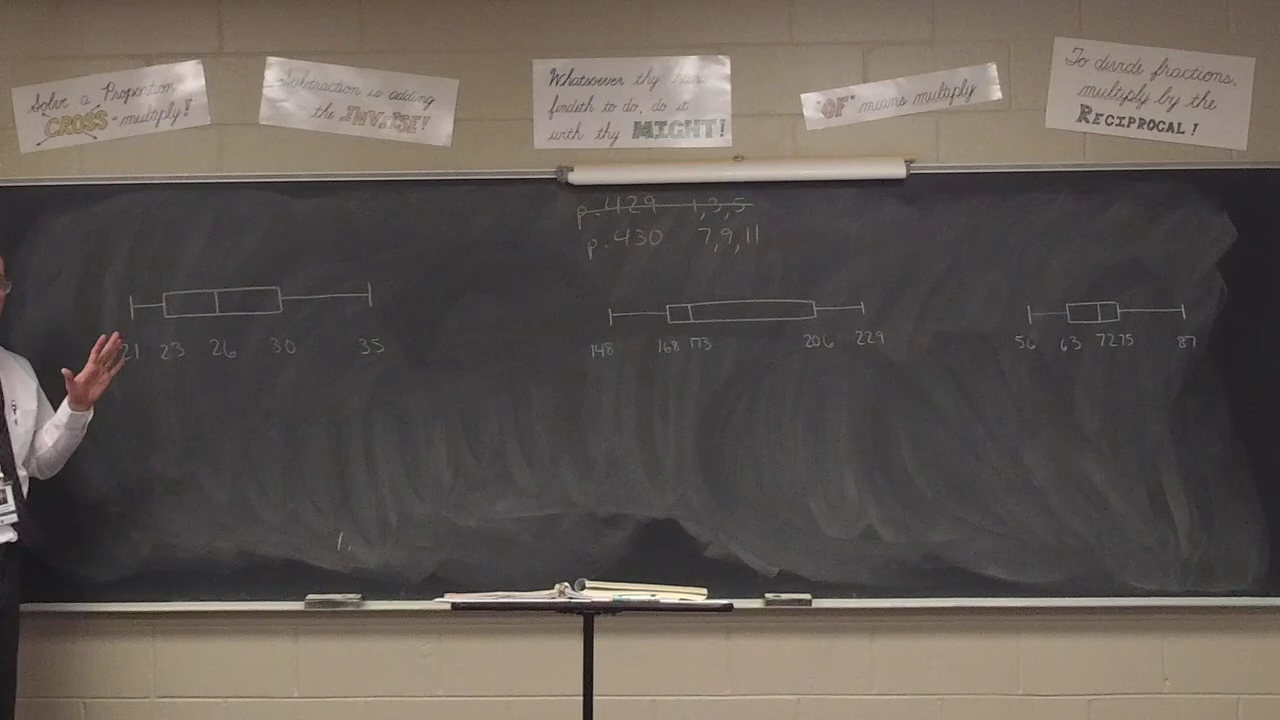 Solve a Proportion
"CROSS"-multiply!
Subtraction is adding
the INVERSE!
Whatsoever thy hand
findeth to do, do it
with thy MIGHT!
"OF" means multiply
To divide fractions,
multiply by the
RECIPROCAL!
p. 429 1,3,5
p. 430 7,9,11
21 23 26 30 35
148 168 173 206 229
56 63 72 75 87
1.